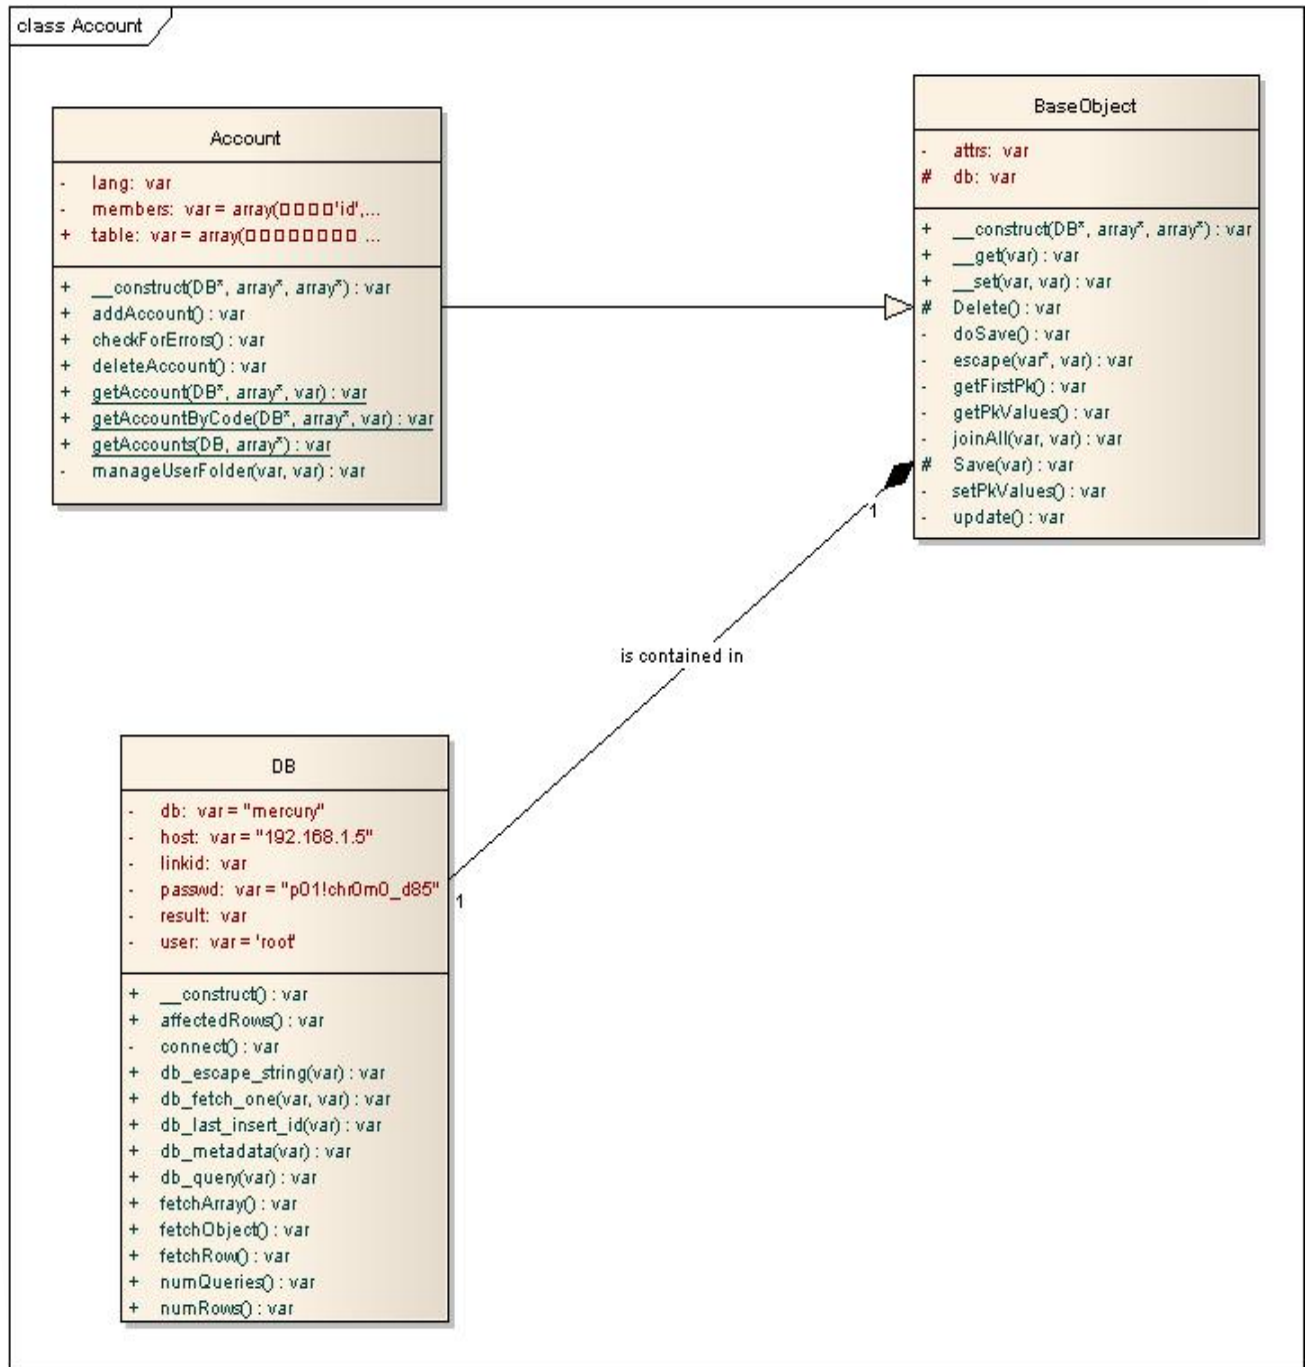 class Account
Account
- lang: var
- members: var = array(□□□□'id',...
+ table: var = array(□□□□□□□□ ...
+ __construct(DB*, array*, array*) : var
+ addAccount() : var
+ checkForErrors() : var
+ deleteAccount() : var
+ getAccount(DB*, array*, var) : var
+ getAccountByCode(DB*, array*, var) : var
+ getAccounts(DB, array*) : var
- manageUserFolder(var, var) : var
BaseObject
- attrs: var
# db: var
+ __construct(DB*, array*, array*) : var
+ __get(var) : var
+ __set(var, var) : var
# Delete() : var
- doSave() : var
- escape(var*, var) : var
- getFirstPk() : var
- getPkValues() : var
- joinAll(var, var) : var
# Save(var) : var
- setPkValues() : var
- update() : var
1
is contained in
1
DB
- db: var = "mercury"
- host: var = "192.168.1.5"
- linkid: var
- passwd: var = "p01!chr0m0_d85"
- result: var
- user: var = 'root'
+ __construct() : var
+ affectedRows() : var
- connect() : var
+ db_escape_string(var) : var
+ db_fetch_one(var, var) : var
+ db_last_insert_id(var) : var
+ db_metadata(var) : var
+ db_query(var) : var
+ fetchArray() : var
+ fetchObject() : var
+ fetchRow() : var
+ numQueries() : var
+ numRows() : var